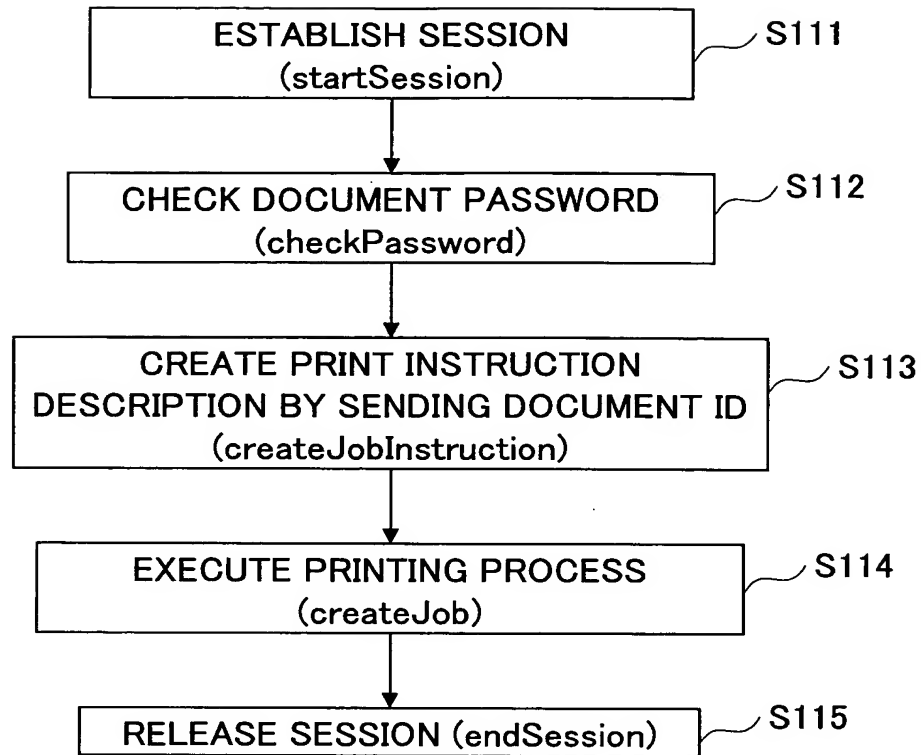 ESTABLISH SESSION
(startSession)
S111
CHECK DOCUMENT PASSWORD
(checkPassword)
S112
CREATE PRINT INSTRUCTION
DESCRIPTION BY SENDING DOCUMENT ID
(createJobInstruction)
S113
EXECUTE PRINTING PROCESS
(createJob)
S114
RELEASE SESSION (endSession)
S115